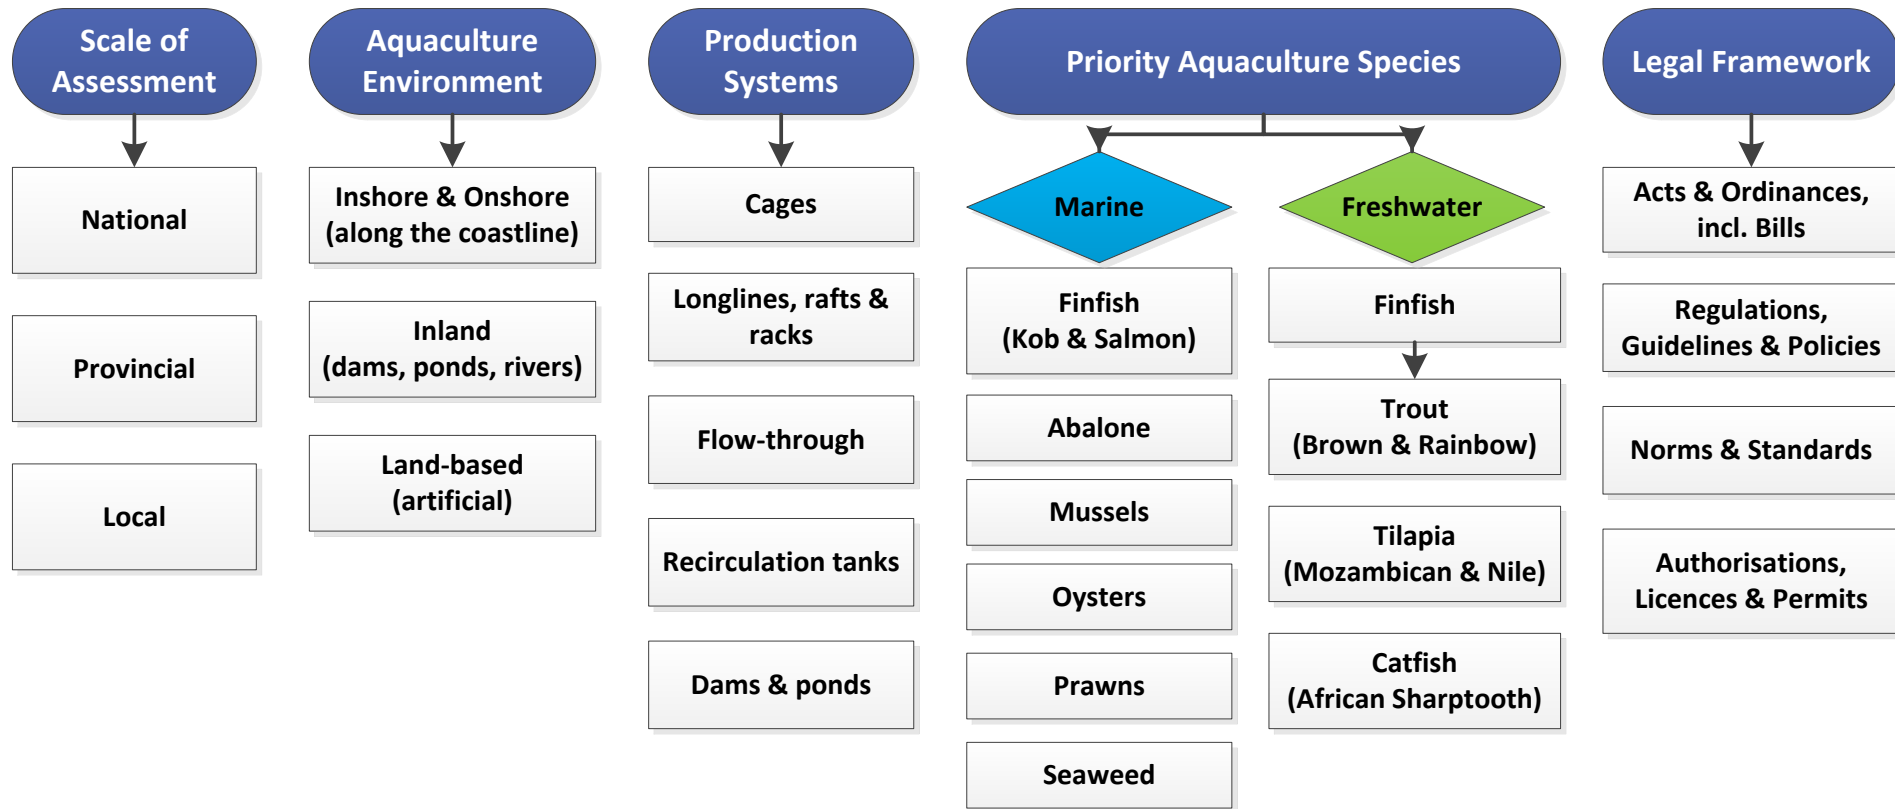 Scale of
Assessment
National
Provincial
Local
Aquaculture
Environment
Inshore & Onshore
(along the coastline)
Inland
(dams, ponds, rivers)
Land-based
(artificial)
Production
Systems
Cages
Longlines, rafts &
racks
Flow-through
Recirculation tanks
Dams & ponds
Priority Aquaculture Species
Marine
Finfish
(Kob & Salmon)
Abalone
Mussels
Oysters
Prawns
Seaweed
Freshwater
Finfish
Trout
(Brown & Rainbow)
Tilapia
(Mozambican & Nile)
Catfish
(African Sharptooth)
Legal Framework
Acts & Ordinances,
incl. Bills
Regulations,
Guidelines & Policies
Norms & Standards
Authorisations,
Licences & Permits